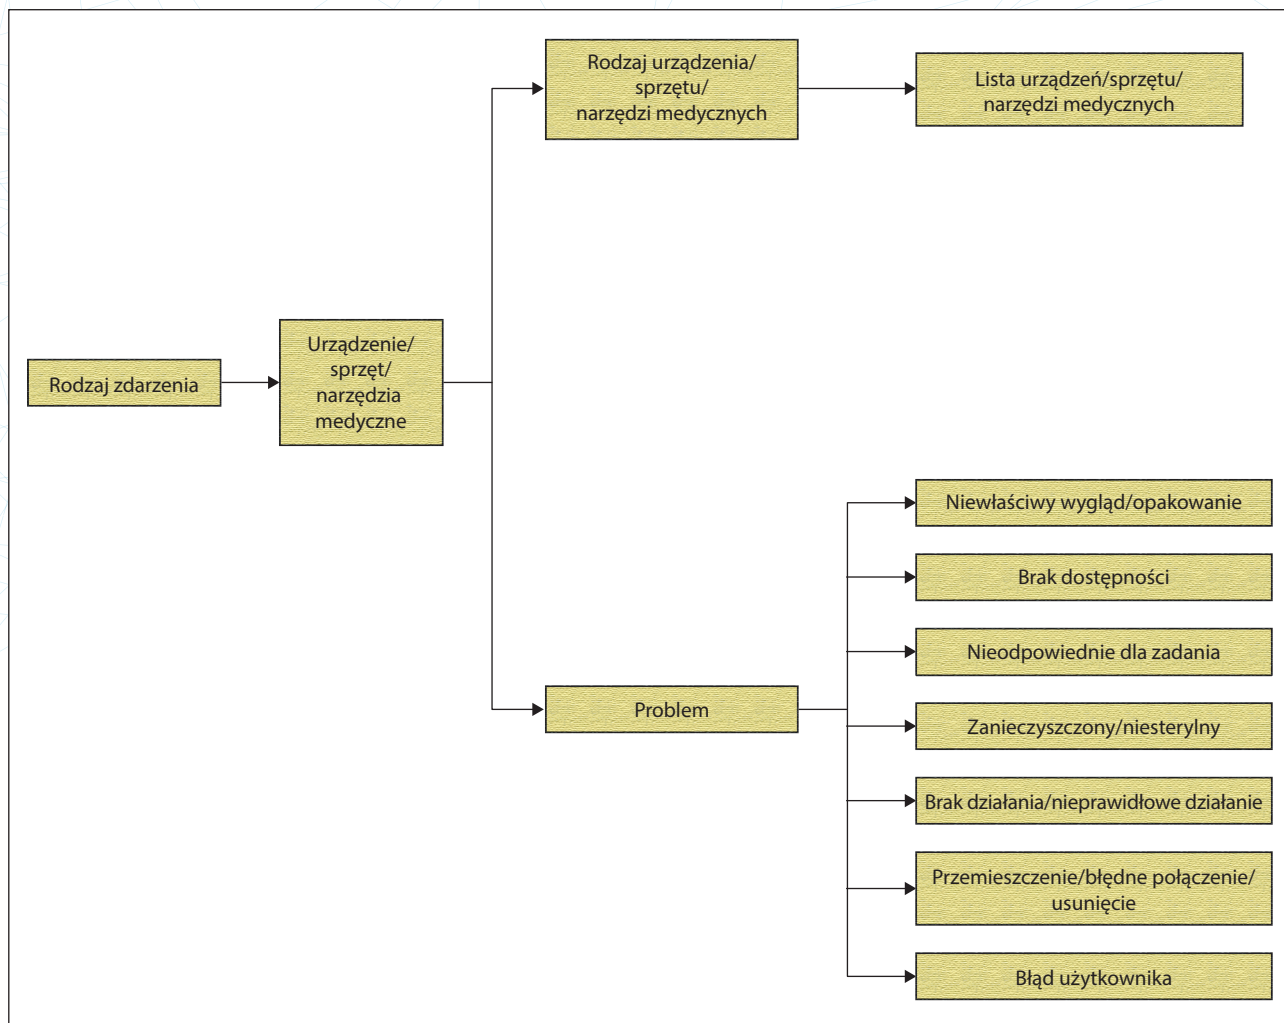 Rodzaj urządzenia/
sprzętu/
narzędzi medycznych
Lista urządzeń/sprzętu/
narzędzi medycznych
Rodzaj zdarzenia
Urządzenie/
sprzęt/
narzędzia
medyczne
Problem
Niewłaściwy wygląd/opakowanie
Brak dostępności
Nieodpowiednie dla zadania
Zanieczyszczony/niesterylny
Brak działania/nieprawidłowe działanie
Przemieszczenie/błędne połączenie/
usunięcie
Błąd użytkownika